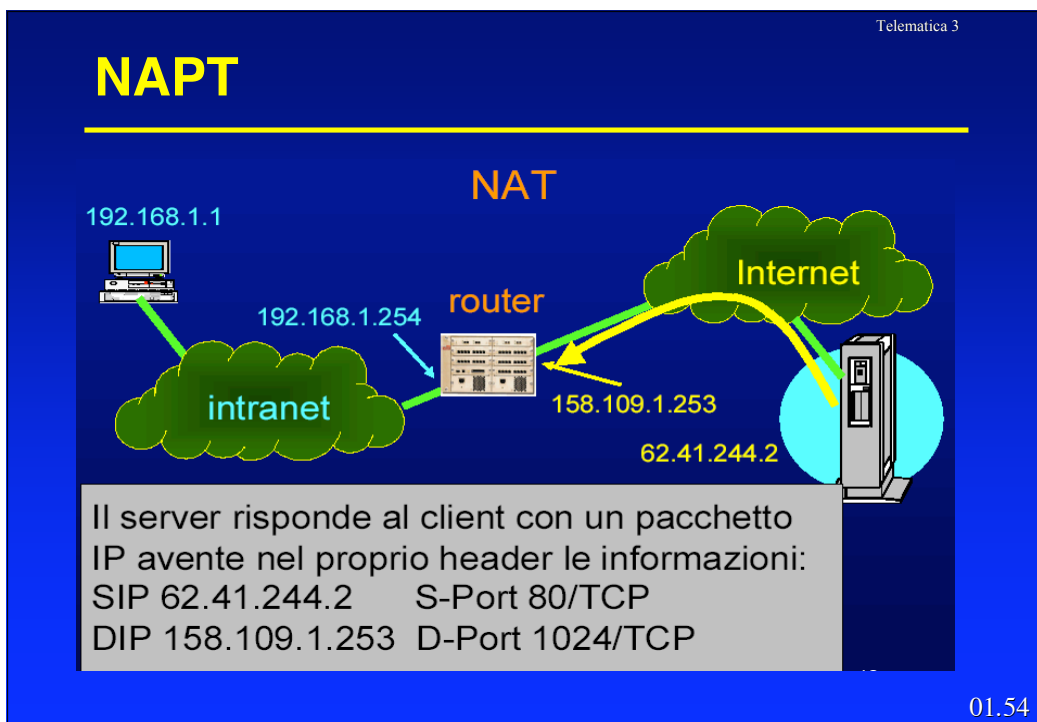 Telematica 3
NAPT
NAT
192.168.1.1
Internet
router
192.168.1.254
intranet
158.109.1.253
62.41.244.2
Il server risponde al client con un pacchetto
IP avente nel proprio header le informazioni:
SIP 62.41.244.2 S-Port 80/TCP
DIP 158.109.1.253 D-Port 1024/TCP
01.54